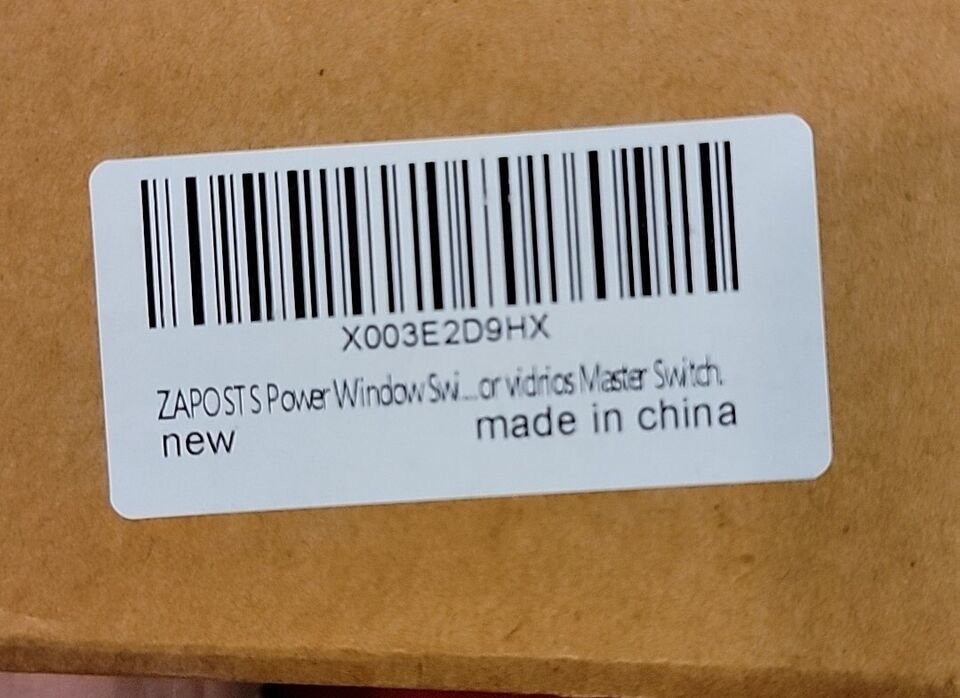 X003E2D9HX
ZAPOSTS Power Window Swi...or vidrios Master Switch.
new made in china